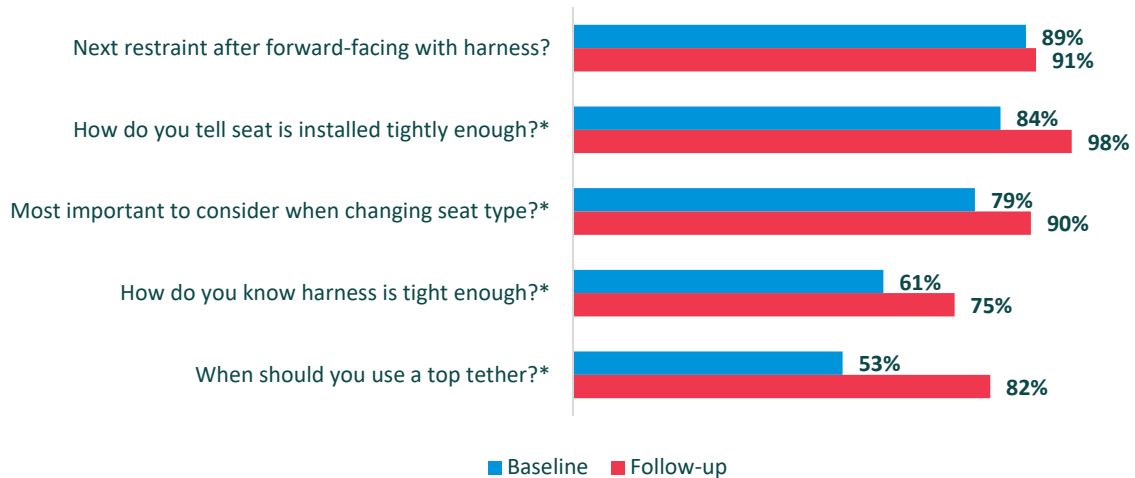 Next restraint after forward-facing with harness?
89%
91%
How do you tell seat is installed tightly enough?*
84%
98%
Most important to consider when changing seat type?*
79%
90%
How do you know harness is tight enough?*
61%
75%
When should you use a top tether?*
53%
82%
Baseline Follow-up